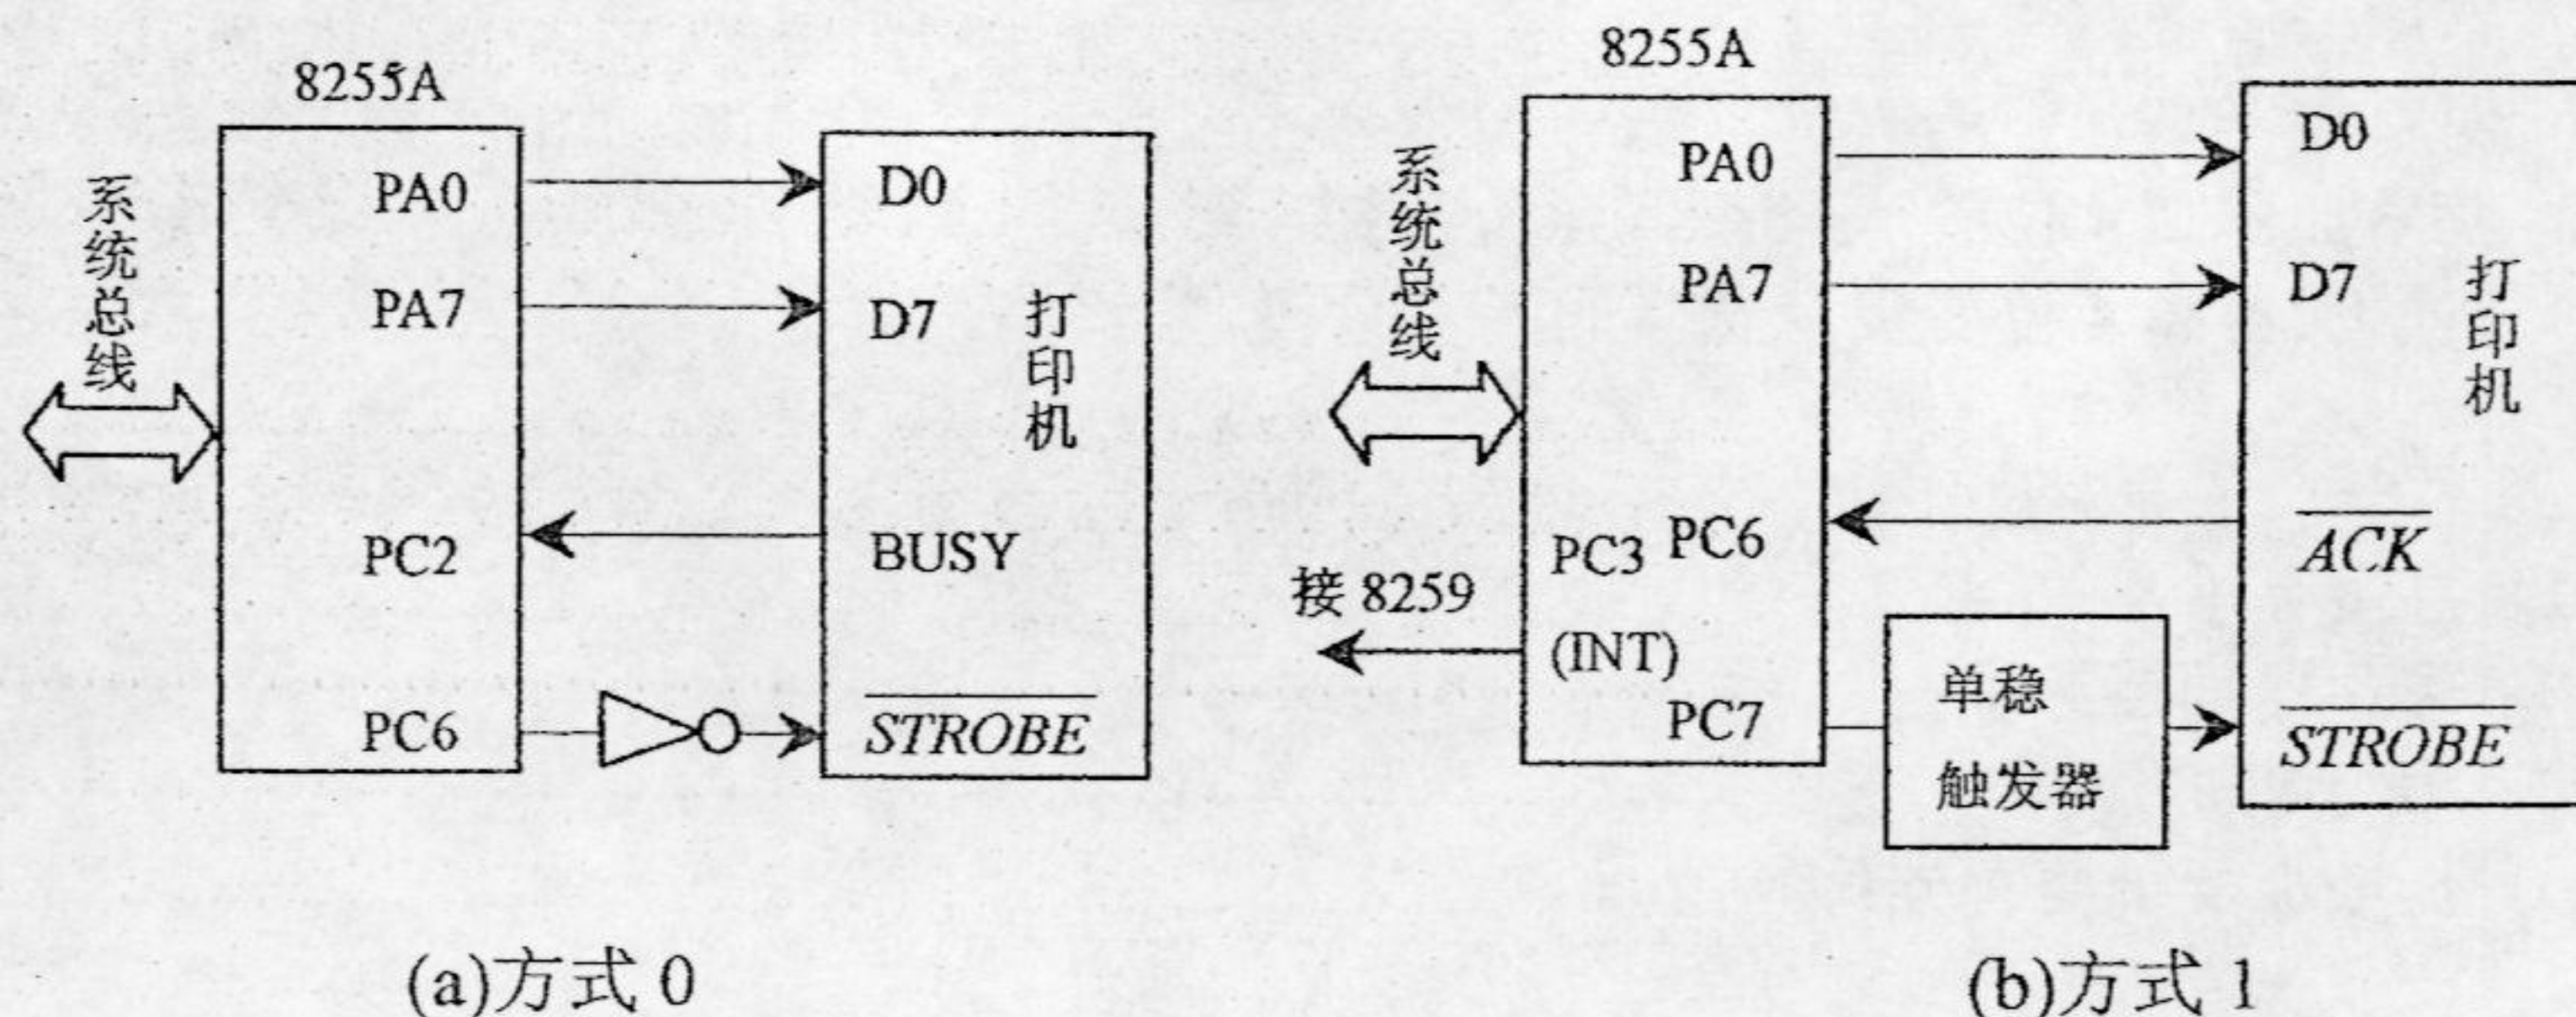 8255A
系统总线
PA0
PA7
PC2
PC6
D0
D7
打印机
BUSY
STROBE
(a)方式 0
8255A
系统总线
接 8259
PA0
PA7
PC3 PC6
(INT)
PC7
单稳
触发器
D0
D7
打印机
ACK
STROBE
(b)方式 1